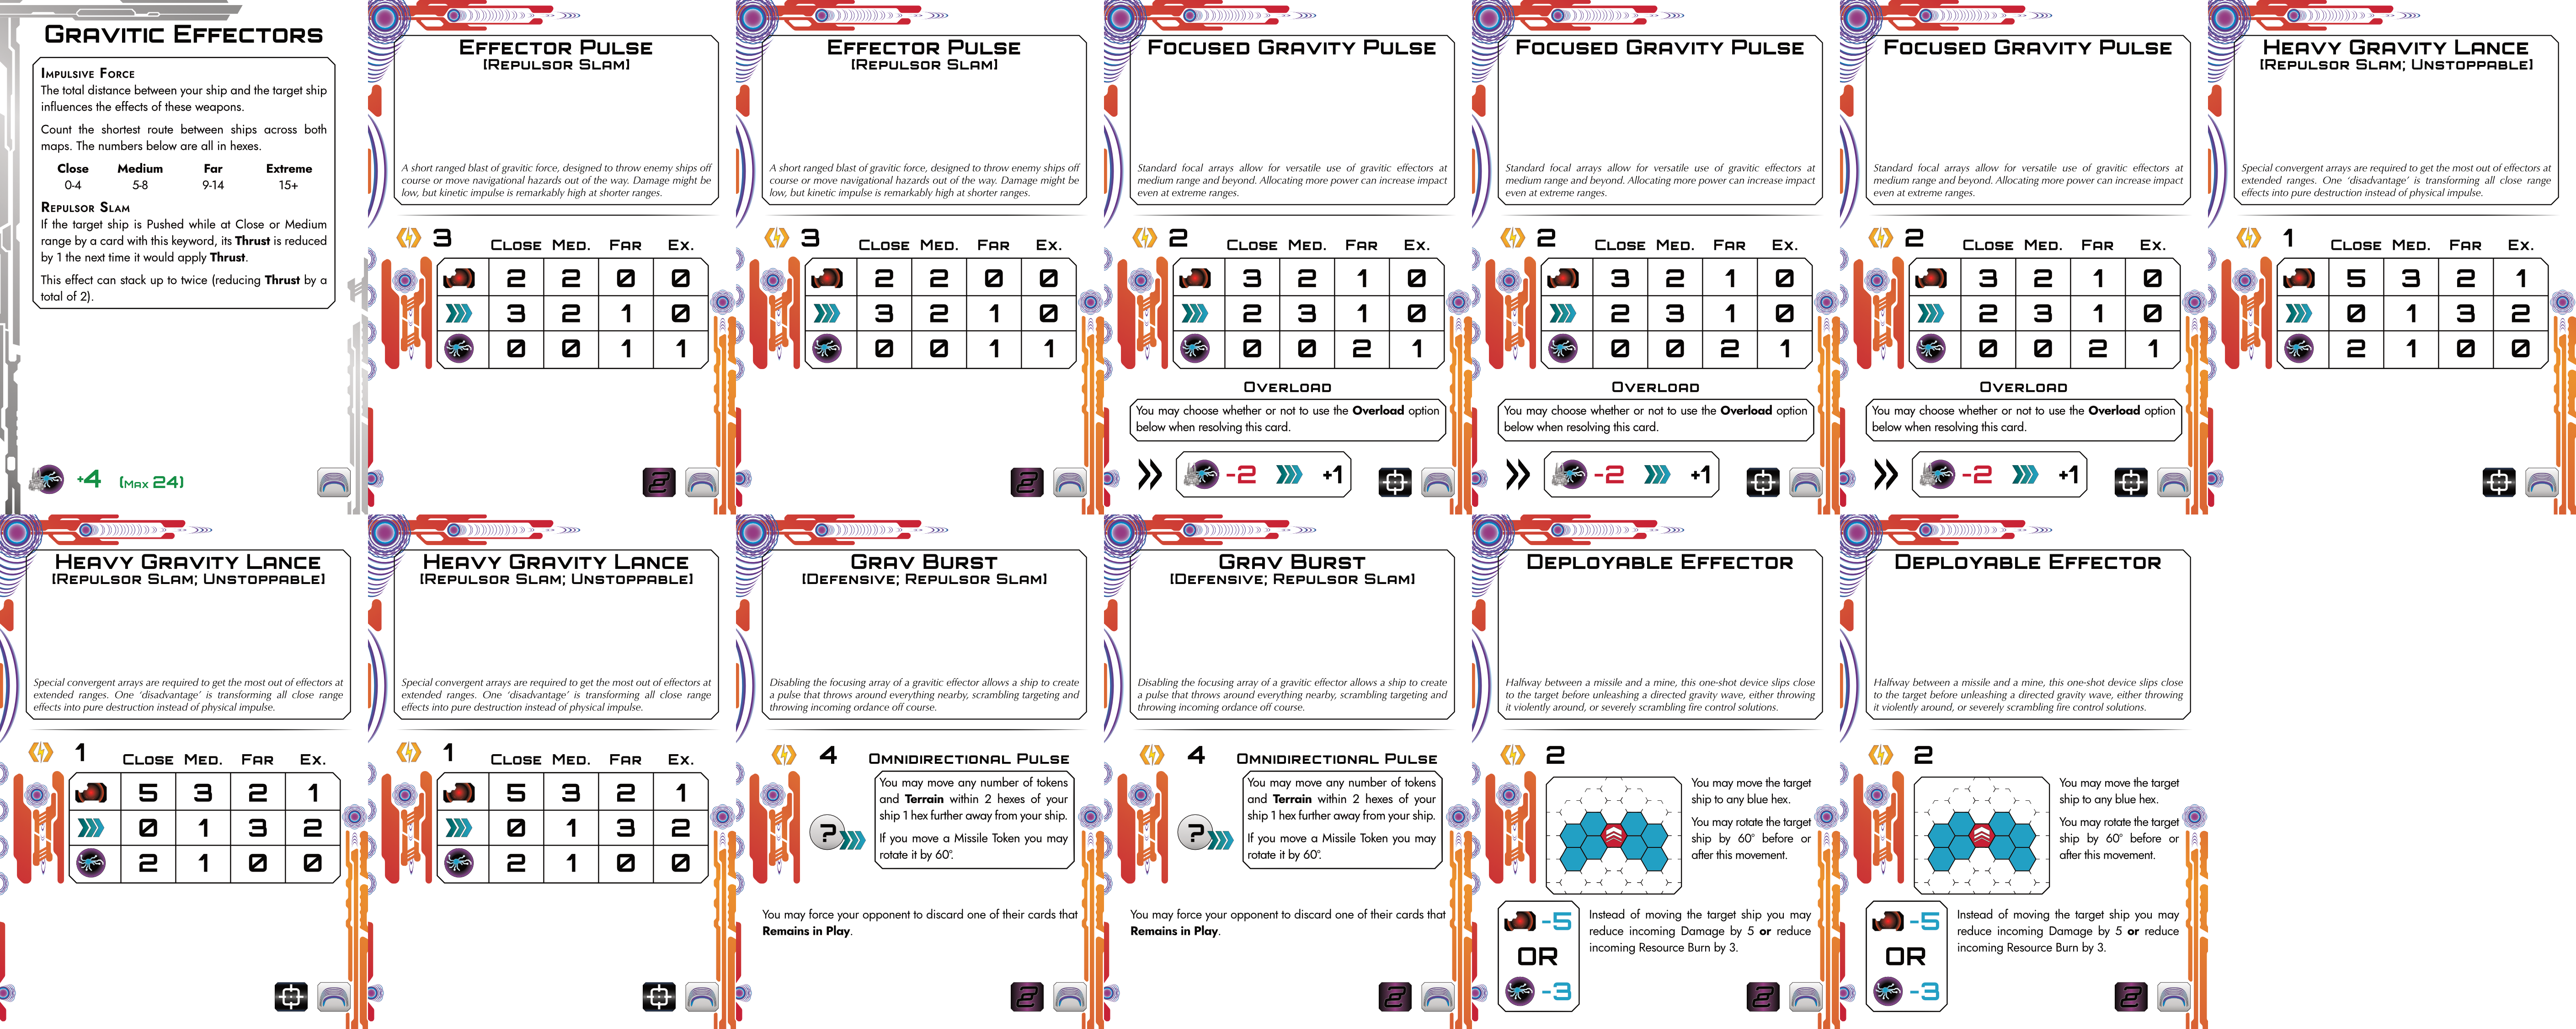 Gravitic Effectors
Impulsive Force
The total distance between your ship and the target ship
influences the effects of these weapons.
Count the shortest route between ships across both
maps. The numbers below are all in hexes.
Close Medium Far Extreme
0-4 5-8 9-14 15+
Repulsor Slam
If the target ship is Pushed while at Close or Medium
range by a card with this keyword, its Thrust is reduced
by 1 the next time it would apply Thrust.
This effect can stack up to twice (reducing Thrust by a
total of 2).
+4 (Max 24)
Effector Pulse
[Repulsor Slam]
A short ranged blast of gravitic force, designed to throw enemy ships off
course or move navigational hazards out of the way. Damage might be
low, but kinetic impulse is remarkably high at shorter ranges.
3 Close Med. Far Ex.
2 2 0 0
3 2 1 0
0 0 1 1
2
Effector Pulse
[Repulsor Slam]
A short ranged blast of gravitic force, designed to throw enemy ships off
course or move navigational hazards out of the way. Damage might be
low, but kinetic impulse is remarkably high at shorter ranges.
3 Close Med. Far Ex.
2 2 0 0
3 2 1 0
0 0 1 1
2
Focused Gravity Pulse
Standard focal arrays allow for versatile use of gravitic effectors at
medium range and beyond. Allocating more power can increase impact
even at extreme ranges.
2 Close Med. Far Ex.
3 2 1 0
2 3 1 0
0 0 2 1
Overload
You may choose whether or not to use the Overload option
below when resolving this card.
-2 +1
Focused Gravity Pulse
Standard focal arrays allow for versatile use of gravitic effectors at
medium range and beyond. Allocating more power can increase impact
even at extreme ranges.
2 Close Med. Far Ex.
3 2 1 0
2 3 1 0
0 0 2 1
Overload
You may choose whether or not to use the Overload option
below when resolving this card.
-2 +1
Focused Gravity Pulse
Standard focal arrays allow for versatile use of gravitic effectors at
medium range and beyond. Allocating more power can increase impact
even at extreme ranges.
2 Close Med. Far Ex.
3 2 1 0
2 3 1 0
0 0 2 1
Overload
You may choose whether or not to use the Overload option
below when resolving this card.
-2 +1
Heavy Gravity Lance
[Repulsor Slam; Unstoppable]
Special convergent arrays are required to get the most out of effectors at
extended ranges. One ‘disadvantage’ is transforming all close range
effects into pure destruction instead of physical impulse.
1 Close Med. Far Ex.
5 3 2 1
0 1 3 2
2 1 0 0
Heavy Gravity Lance
[Repulsor Slam; Unstoppable]
Special convergent arrays are required to get the most out of effectors at
extended ranges. One ‘disadvantage’ is transforming all close range
effects into pure destruction instead of physical impulse.
1 Close Med. Far Ex.
5 3 2 1
0 1 3 2
2 1 0 0
Heavy Gravity Lance
[Repulsor Slam; Unstoppable]
Special convergent arrays are required to get the most out of effectors at
extended ranges. One ‘disadvantage’ is transforming all close range
effects into pure destruction instead of physical impulse.
1 Close Med. Far Ex.
5 3 2 1
0 1 3 2
2 1 0 0
Grav Burst
[Defensive; Repulsor Slam]
Disabling the focusing array of a gravitic effector allows a ship to create
a pulse that throws around everything nearby, scrambling targeting and
throwing incoming ordance off course.
4 Omnidirectional Pulse
You may move any number of tokens
and Terrain within 2 hexes of your
ship 1 hex further away from your ship.
?
If you move a Missile Token you may
rotate it by 60°.
You may force your opponent to discard one of their cards that
Remains in Play.
2
Grav Burst
[Defensive; Repulsor Slam]
Disabling the focusing array of a gravitic effector allows a ship to create
a pulse that throws around everything nearby, scrambling targeting and
throwing incoming ordance off course.
4 Omnidirectional Pulse
You may move any number of tokens
and Terrain within 2 hexes of your
ship 1 hex further away from your ship.
?
If you move a Missile Token you may
rotate it by 60°.
You may force your opponent to discard one of their cards that
Remains in Play.
2
Deployable Effector
Halfway between a missile and a mine, this one-shot device slips close
to the target before unleashing a directed gravity wave, either throwing
it violently around, or severely scrambling fire control solutions.
2
You may move the target
ship to any blue hex.
You may rotate the target
ship by 60° before or
after this movement.
-5
OR
-3
Instead of moving the target ship you may
reduce incoming Damage by 5 or reduce
incoming Resource Burn by 3.
2
Deployable Effector
Halfway between a missile and a mine, this one-shot device slips close
to the target before unleashing a directed gravity wave, either throwing
it violently around, or severely scrambling fire control solutions.
2
You may move the target
ship to any blue hex.
You may rotate the target
ship by 60° before or
after this movement.
-5
OR
-3
Instead of moving the target ship you may
reduce incoming Damage by 5 or reduce
incoming Resource Burn by 3.
2